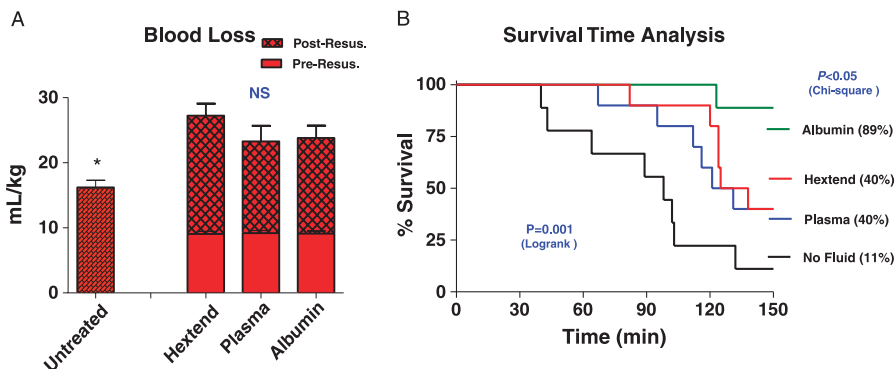 A
Blood Loss
Post-Resus.
Pre-Resus.
NS
30
20
10
0
mL/kg
*
Untreated
Hextend
Plasma
Albumin
B
Survival Time Analysis
P<0.05
(Chi-square )
100
75
50
25
0
% Survival
Albumin (89%)
Hextend (40%)
Plasma (40%)
No Fluid (11%)
P=0.001
(Logrank )
0 30 60 90 120 150
Time (min)